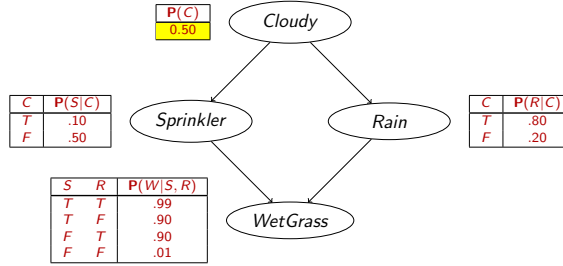 P(C)
0.50
Cloudy
C P(S|C)
T .10
F .50
Sprinkler
Rain
C P(R|C)
T .80
F .20
S R P(W|S, R)
T T .99
T F .90
F T .90
F F .01
WetGrass